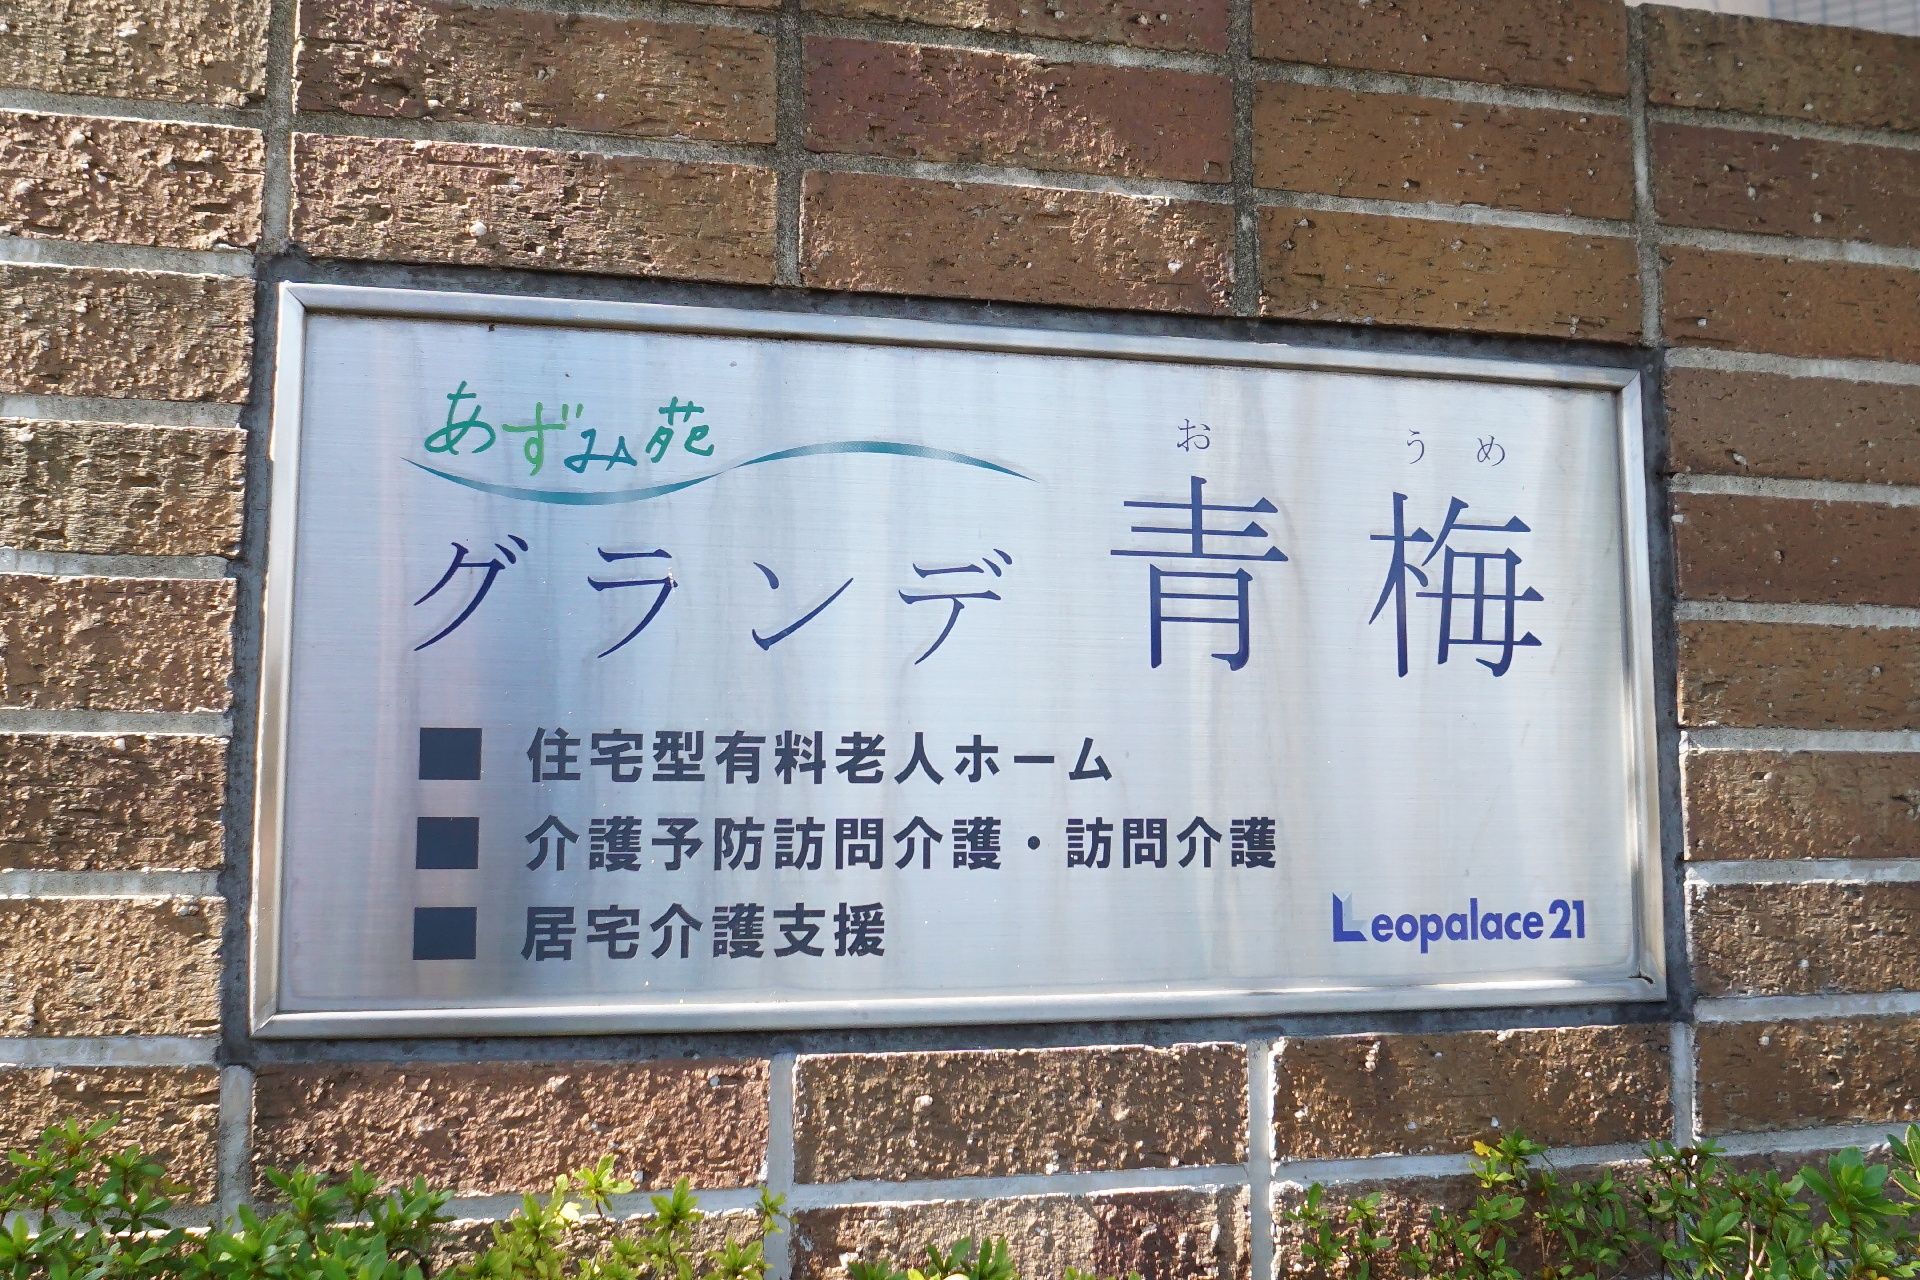 あずみ苑
おうめ
グランデ青梅
■ 住宅型有料老人ホーム
■ 介護予防訪問介護・訪問介護
■ 居宅介護支援
Leopalace21